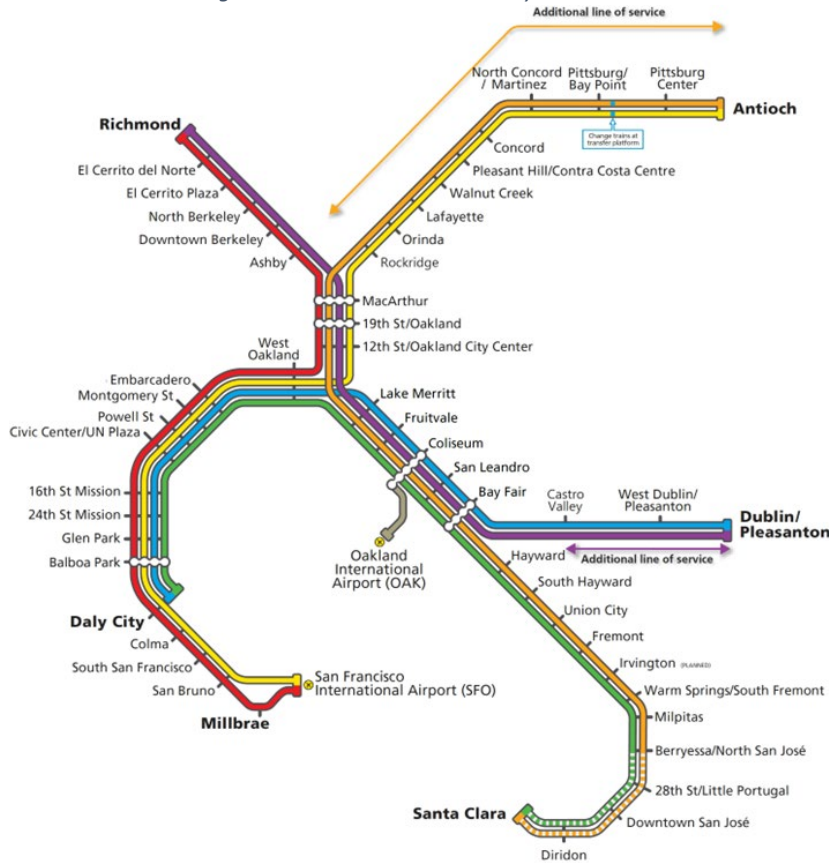 Additional line of service
North Concord
/ Martinez
Pittsburg/
Bay Point
Pittsburg
Center
Antioch
Change trains at
transfer platform
Richmond
El Cerrito del Norte
El Cerrito Plaza
North Berkeley
Downtown Berkeley
Ashby
Concord
Pleasant Hill/Contra Costa Centre
Walnut Creek
Lafayette
Orinda
Rockridge
MacArthur
19th St/Oakland
12th St/Oakland City Center
West
Oakland
Embarcadero
Montgomery St
Powell St
Civic Center/UN Plaza
16th St Mission
24th St Mission
Glen Park
Balboa Park
Daly City
Colma
South San Francisco
San Bruno
Millbrae
San Francisco
International Airport (SFO)
Lake Merritt
Fruitvale
Coliseum
San Leandro
Bay Fair
Castro
Valley
West Dublin/
Pleasanton
Dublin/
Pleasanton
Additional line of service
Oakland
International
Airport (OAK)
Hayward
South Hayward
Union City
Fremont
Irvington (PLANNED)
Warm Springs/South Fremont
Milpitas
Berryessa/North San José
28th St/Little Portugal
Downtown San José
Diridon
Santa Clara